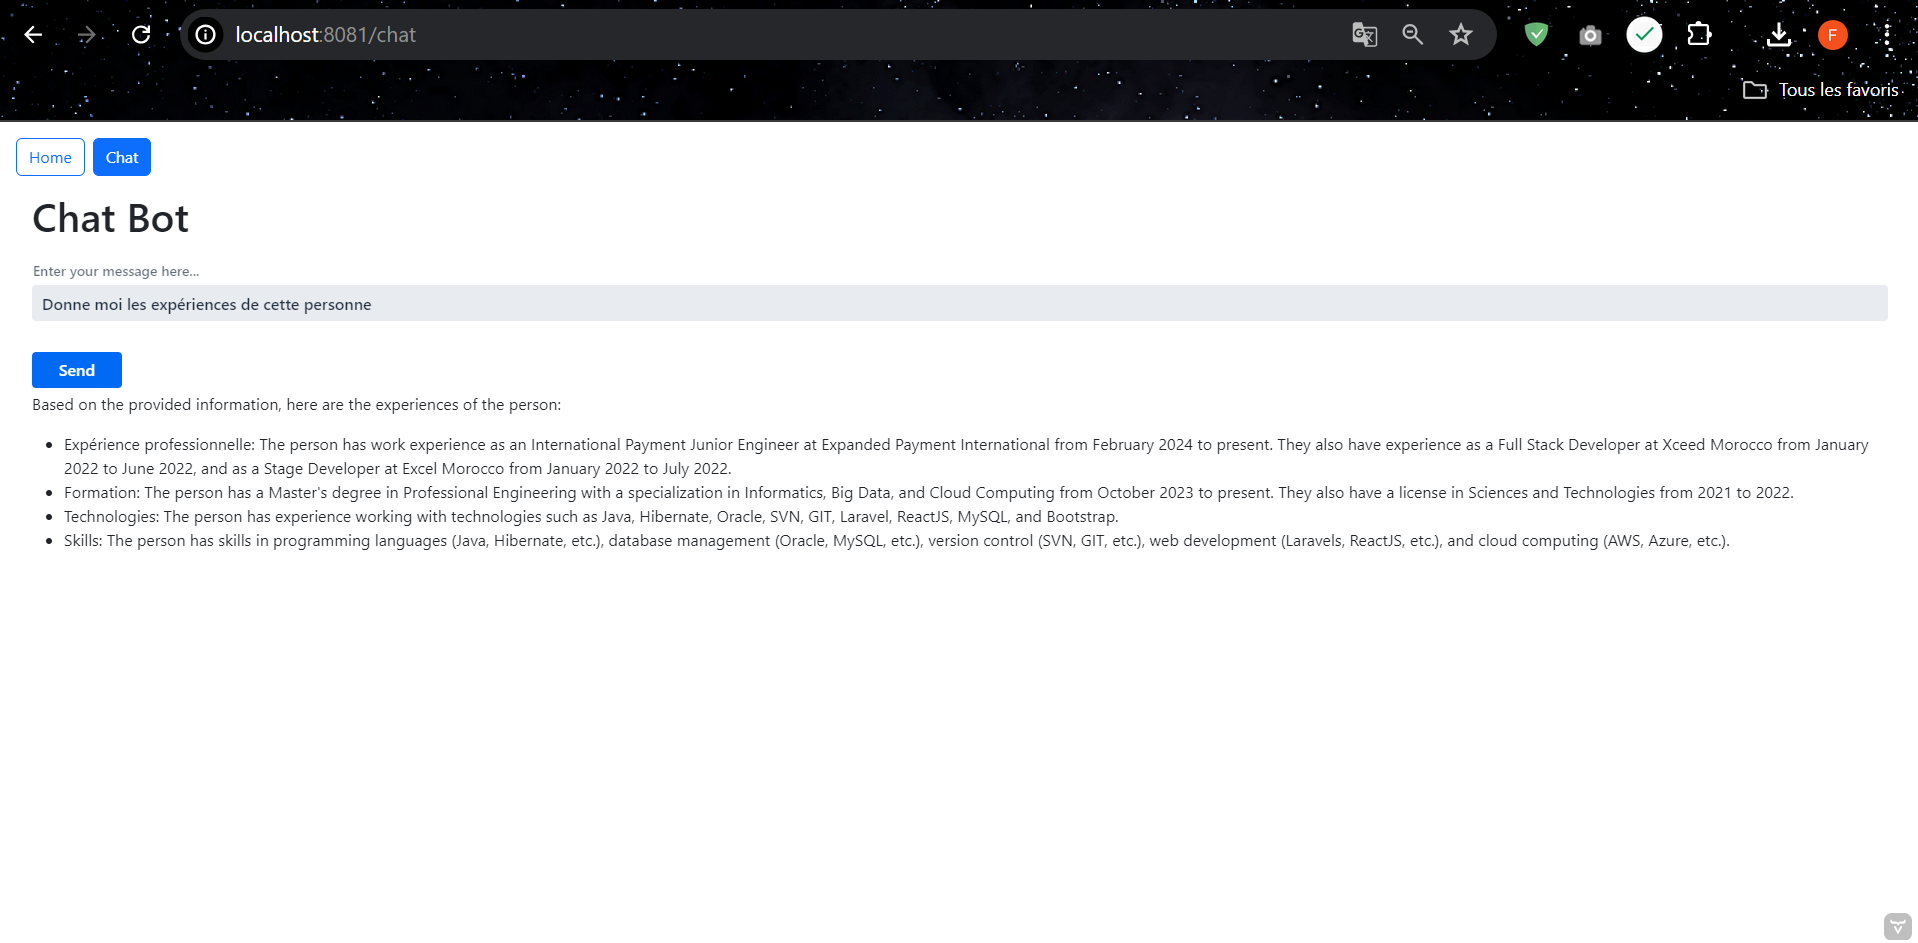 localhost:8081/chat
F
Tous les favoris
Home
Chat
Chat Bot
Enter your message here...
Donne moi les expériences de cette personne
Send
Based on the provided information, here are the experiences of the person:
Expérience professionnelle: The person has work experience as an International Payment Junior Engineer at Expanded Payment International from February 2024 to present. They also have experience as a Full Stack Developer at Xceed Morocco from January
2022 to June 2022, and as a Stage Developer at Excel Morocco from January 2022 to July 2022.
Formation: The person has a Master's degree in Professional Engineering with a specialization in Informatics, Big Data, and Cloud Computing from October 2023 to present. They also have a license in Sciences and Technologies from 2021 to 2022.
Technologies: The person has experience working with technologies such as Java, Hibernate, Oracle, SVN, GIT, Laravel, ReactJS, MySQL, and Bootstrap.
Skills: The person has skills in programming languages (Java, Hibernate, etc.), database management (Oracle, MySQL, etc.), version control (SVN, GIT, etc.), web development (Laravels, ReactJS, etc.), and cloud computing (AWS, Azure, etc.).